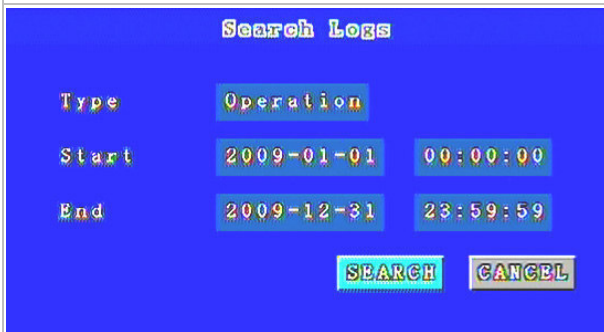 Search Logs
Type Operation
Start 2009-01-01 00:00:00
End 2009-12-31 23:59:59
SEARCH CANCEL